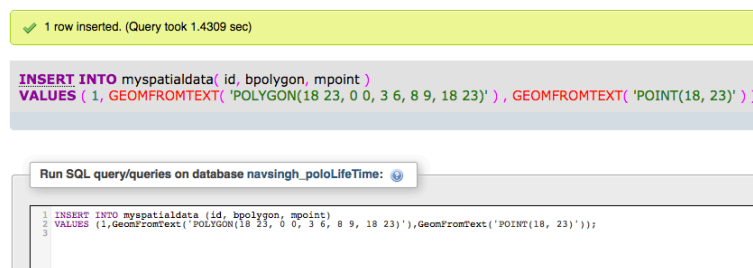 1 row inserted. (Query took 1.4309 sec)
INSERT INTO myspatialdata( id, bpolygon, mpoint )
VALUES ( 1, GEOMFROMTEXT( 'POLYGON(18 23, 0 0, 3 6, 8 9, 18 23)' ) , GEOMFROMTEXT( 'POINT(18, 23)' ) )
Run SQL query/queries on database navsingh_poloLifeTime:
1 INSERT INTO myspatialdata (id, bpolygon, mpoint)
2 VALUES (1,GeomFromText('POLYGON(18 23, 0 0, 3 6, 8 9, 18 23)'),GeomFromText('POINT(18, 23)'));
3